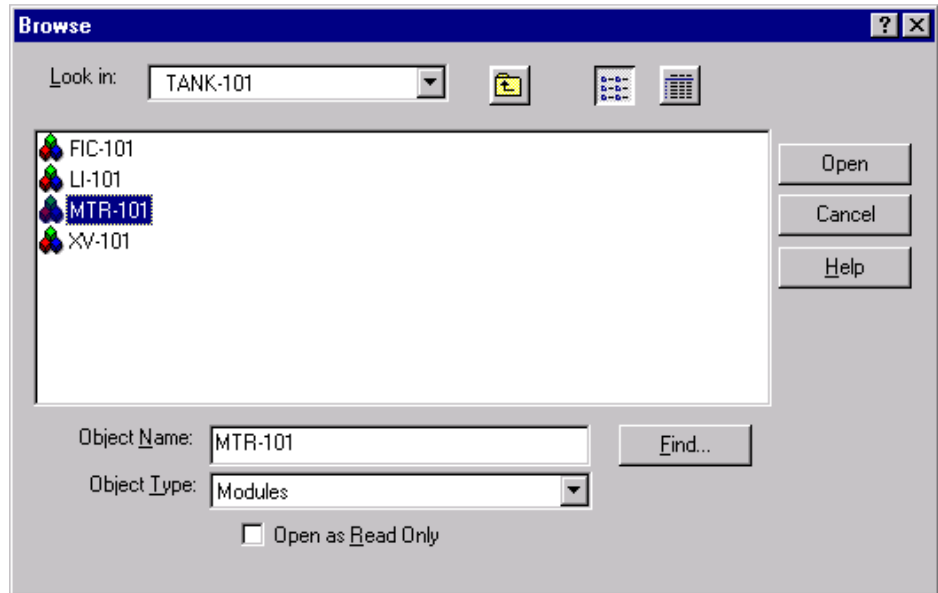 Browse
Look in: TANK-101
FIC-101
LI-101
MTR-101
XV-101
Open
Cancel
Help
Object Name: MTR-101
Find...
Object Type: Modules
Open as Read Only